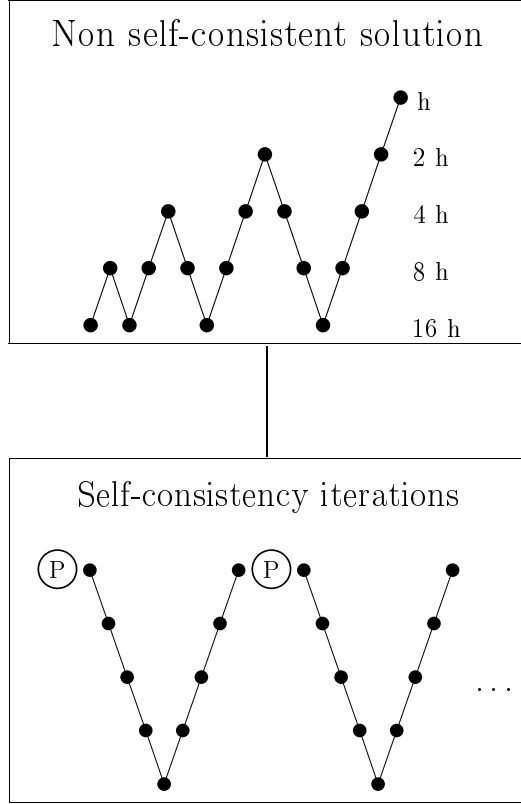 Non self-consistent solution
h
2 h
4 h
8 h
16 h
Self-consistency iterations
P P
...